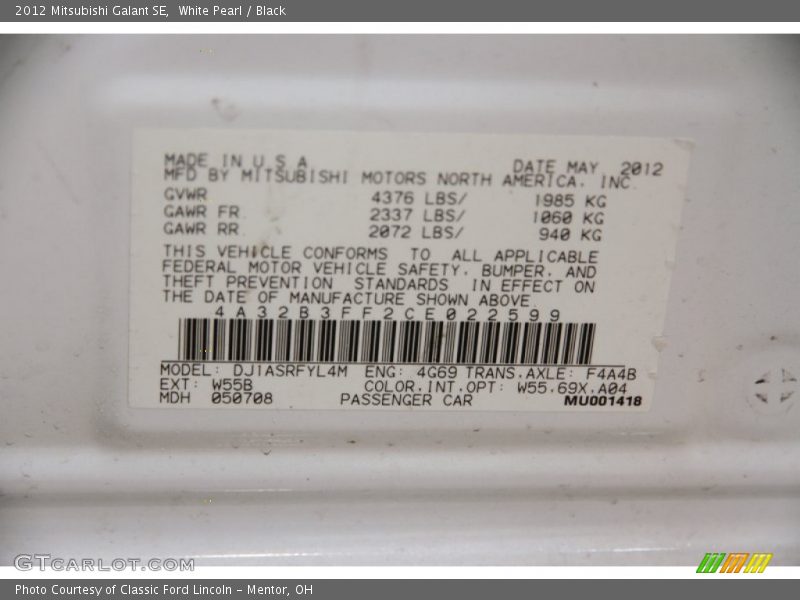 2012 Mitsubishi Galant SE,  White Pearl / Black
MADE IN U S A    DATE MAY  2012
MFD BY MITSUBISHI MOTORS NORTH AMERICA, INC
GVWR    4376 LBS/    1985 KG
GAWR FR    2337 LBS/    1060 KG
GAWR RR    2072 LBS/    940 KG
THIS VEHICLE CONFORMS TO ALL APPLICABLE
FEDERAL MOTOR VEHICLE SAFETY, BUMPER, AND
THEFT PREVENTION STANDARDS IN EFFECT ON
THE DATE OF MANUFACTURE SHOWN ABOVE
4A32B3FF2CE022599
MODEL: DJ1ASRFYL4M  ENG: 4G69 TRANS.AXLE: F4A4B
EXT: W55B    COLOR.INT.OPT: W55.69X.A04
MDH 050708    PASSENGER CAR    MU001418
GTCARLOT.COM
Photo Courtesy of Classic Ford Lincoln - Mentor, OH